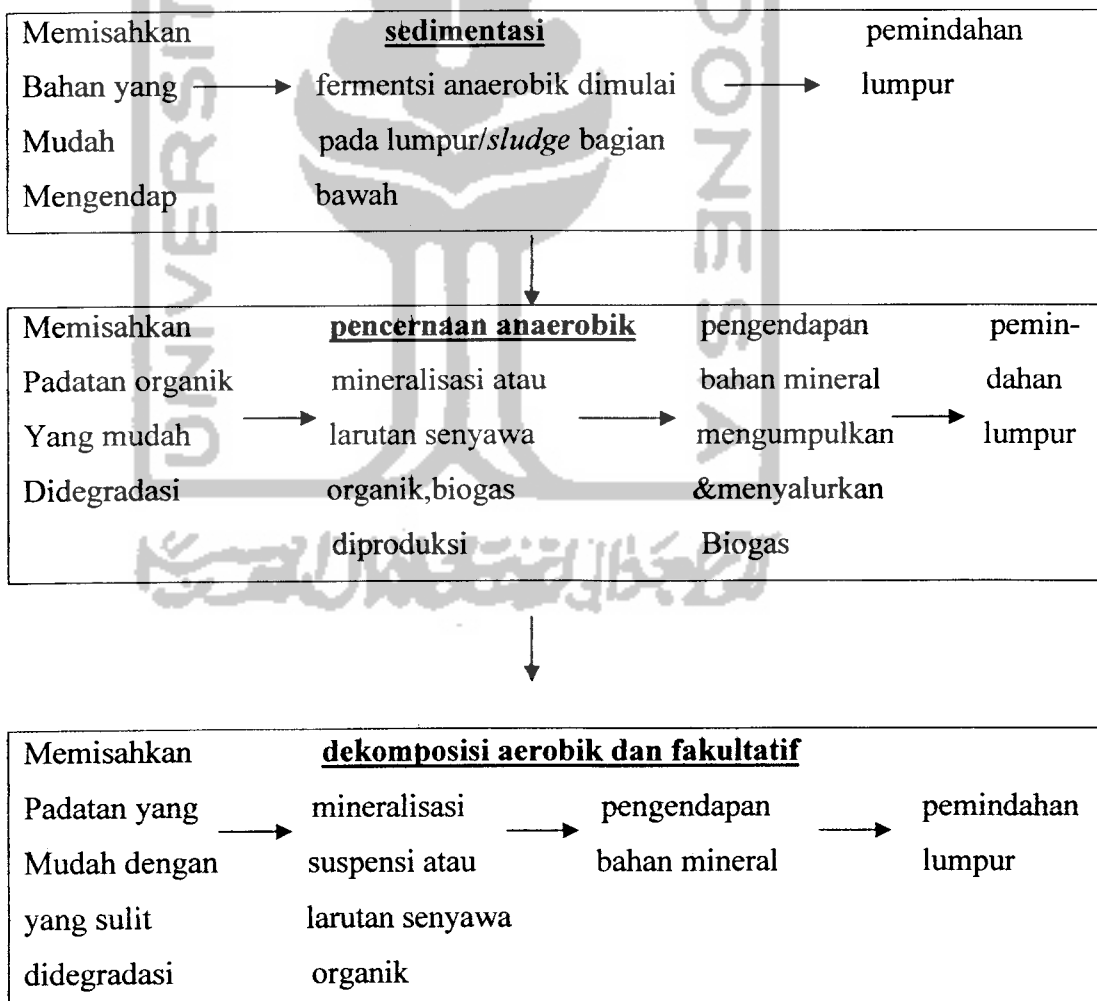 Memisahkan sedimentasi pemindahan
Bahan yang fermentsi anaerobik dimulai lumpur
Mudah pada lumpur/sludge bagian
Mengendap bawah
Memisahkan pencernaan anaerobik pengendapan pemin-
Padatan organik mineralisasi atau bahan mineral dahan
Yang mudah larutan senyawa mengumpulkan lumpur
Didegradasi organik,biogas &menyalurkan
diproduksi Biogas
Memisahkan dekomposisi aerobik dan fakultatif
Padatan yang mineralisasi pengendapan pemindahan
Mudah dengan suspensi atau bahan mineral lumpur
yang sulit larutan senyawa
didegradasi organik